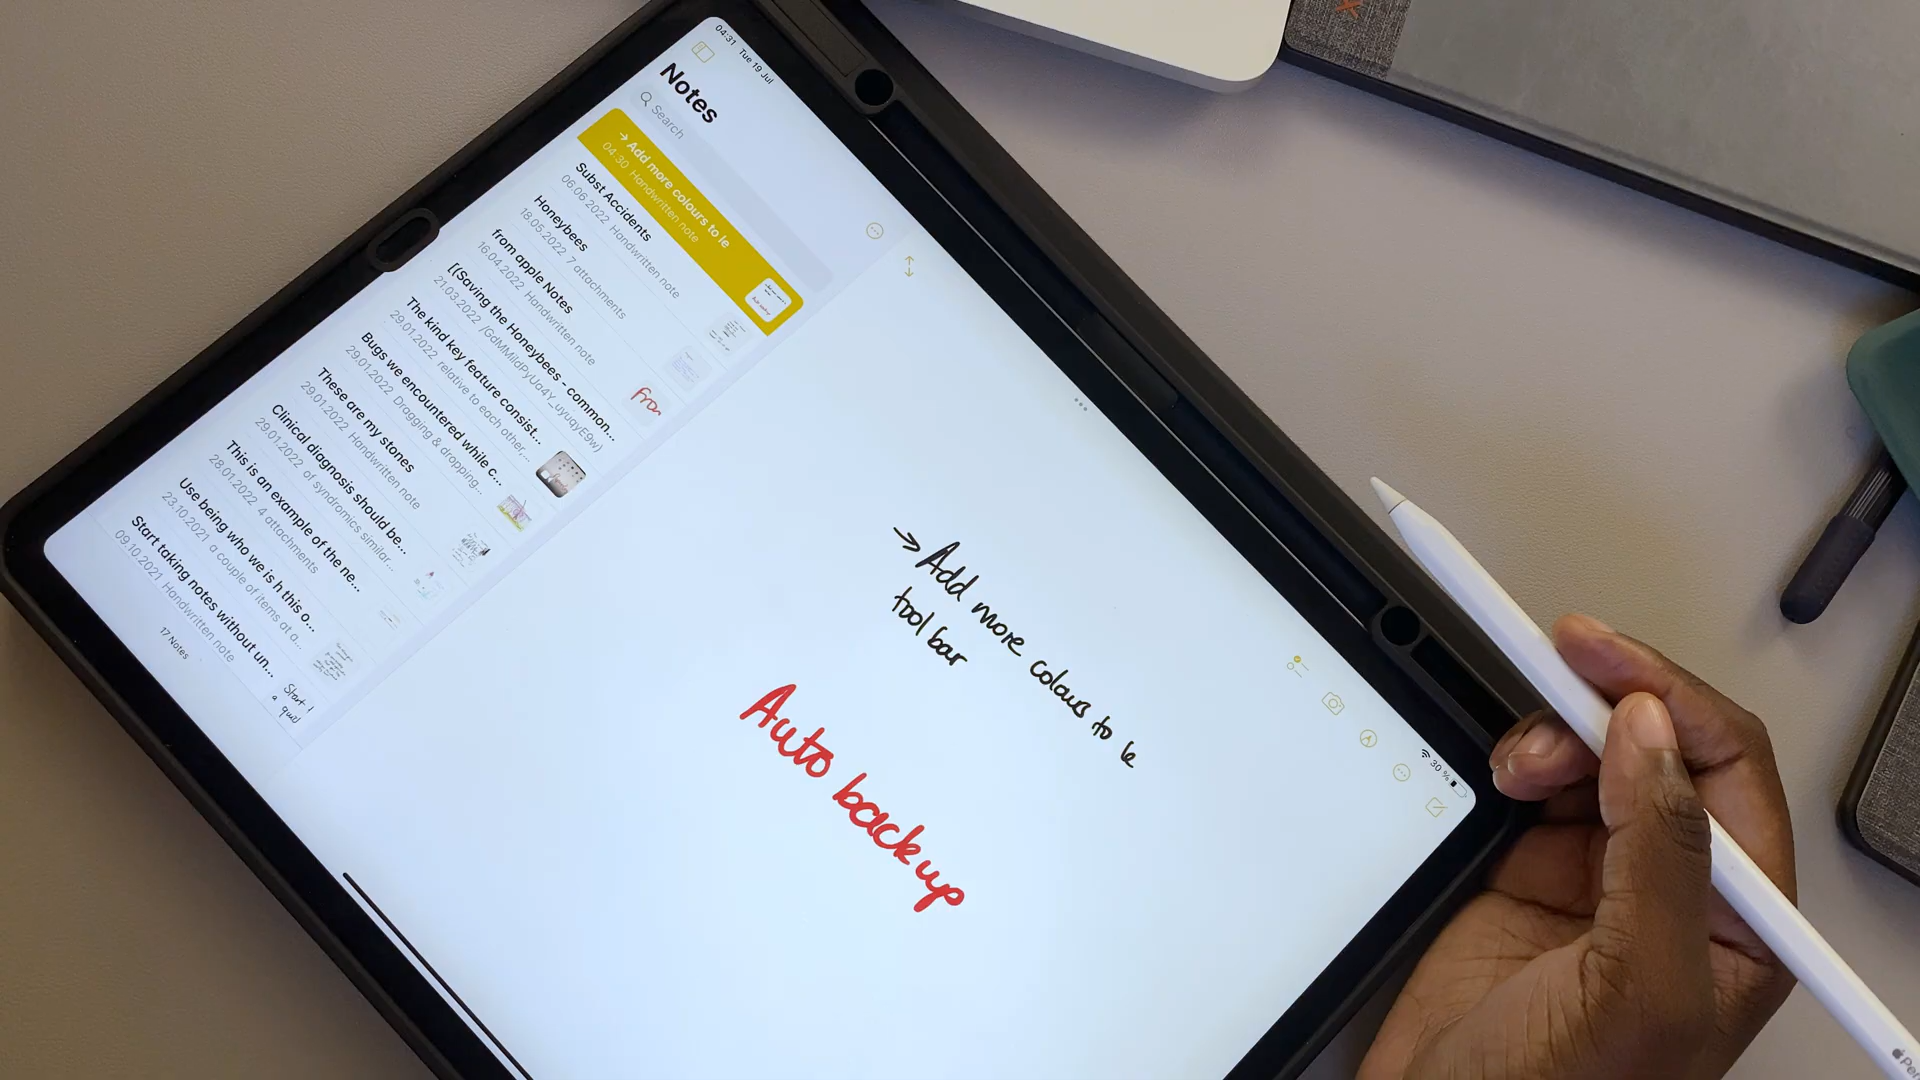 04:31 Tue 19 Jul
Notes
Search
→ Add more colours to le
04:30 Handwritten note
Subst Accidents
06.06.2022 Handwritten note
Honeybees
18.05.2022 7 attachments
from apple Notes
16.04.2022 Handwritten note
[(Saving the Honeybees - common...
21.03.2022 /GdMMildPyUa4Y_uyuqyE9w)
The kind key feature consist...
29.01.2022 relative to each other,...
Bugs we encountered while c...
29.01.2022 Dragging & dropping...
These are my stones
29.01.2022 Handwritten note
Clinical diagnosis should be...
29.01.2022 of syndromics similar...
This is an example of the ne...
28.01.2022 4 attachments
Use being who we is h this o...
23.10.2021 a couple of items at a...
Start taking notes without un...
09.10.2021 Handwritten note
17 Notes
30 %
→ Add more colours to le
tool bar
Auto backup